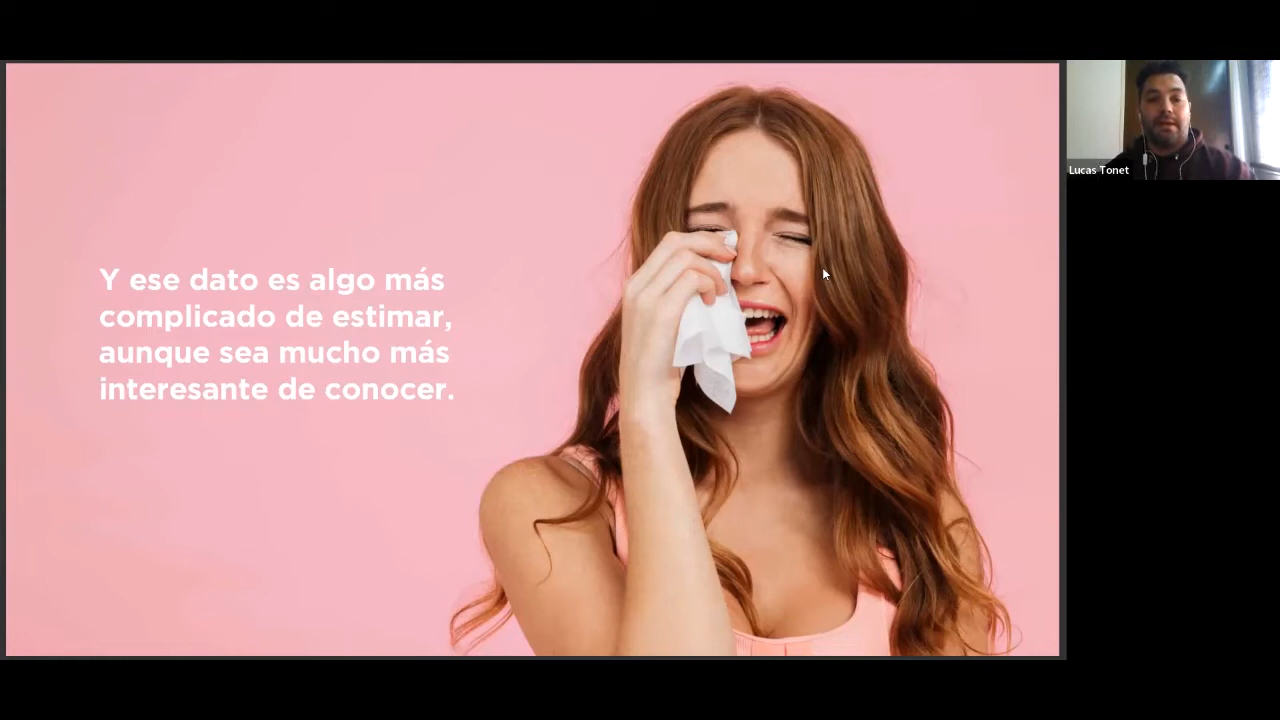 Y ese dato es algo más
complicado de estimar,
aunque sea mucho más
interesante de conocer.
Lucas Tonet